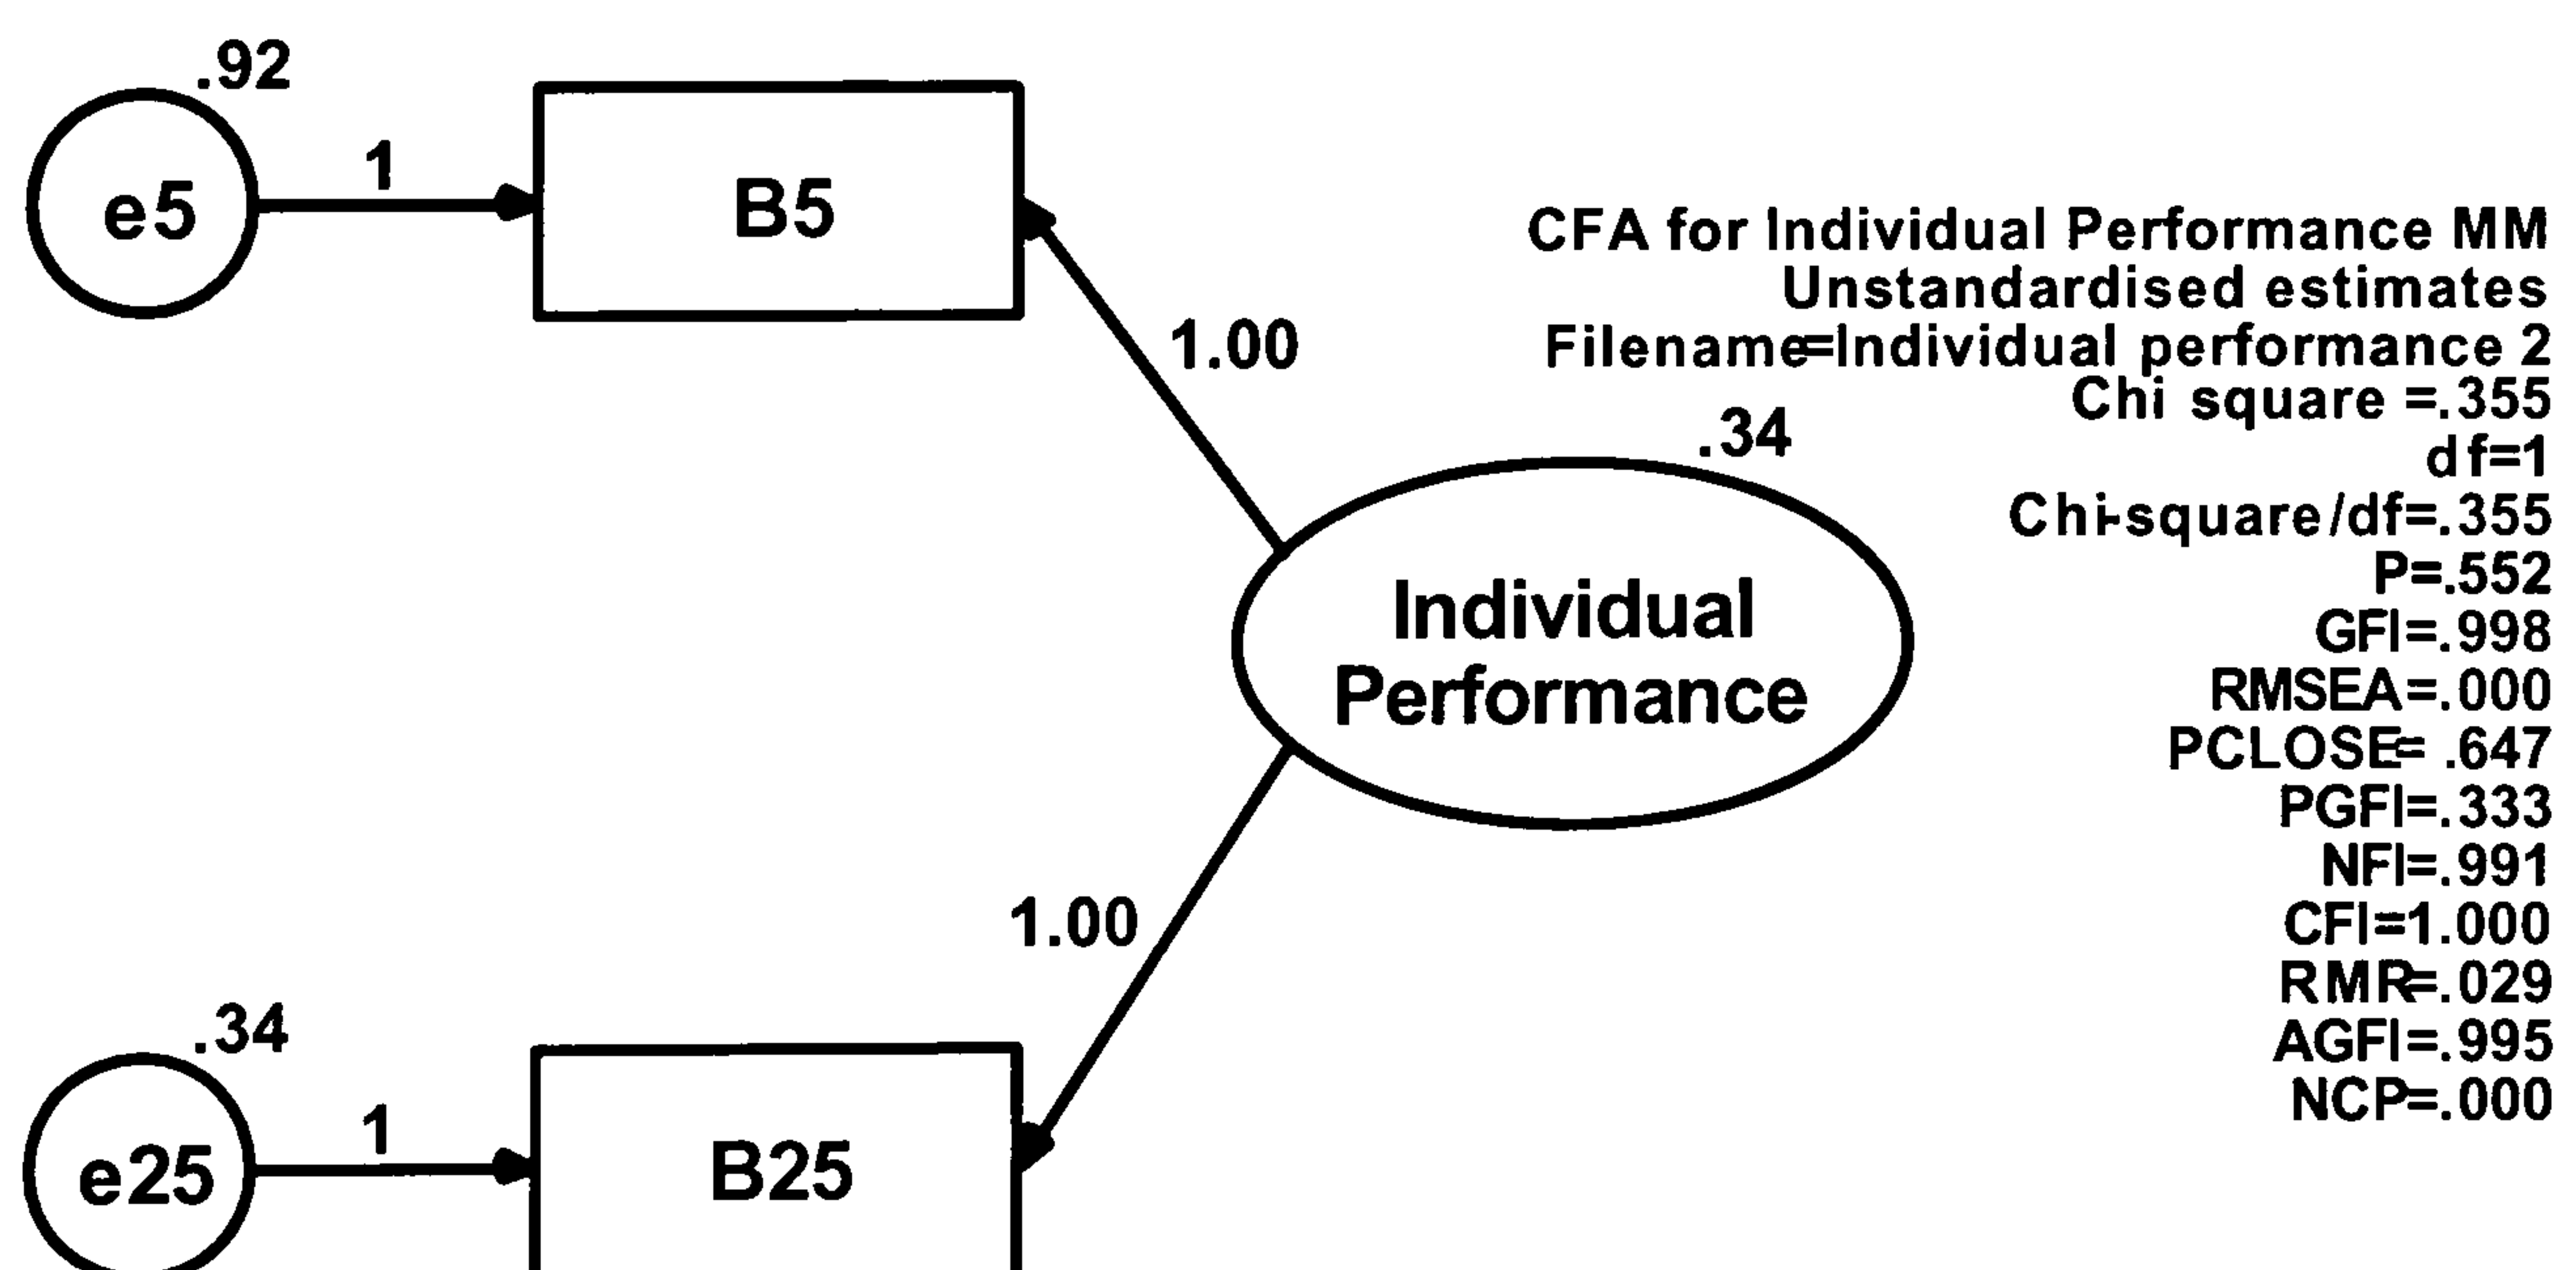 .92
e5
1
B5
1.00
CFA for Individual Performance MM
Unstandardised estimates
Filename=Individual performance 2
Chi square =.355
df=1
Chi-square/df=.355
P=.552
GFI=.998
RMSEA=.000
PCLOSE= .647
PGFI=.333
NFI=.991
CFI=1.000
RMR=.029
AGFI=.995
NCP=.000
.34
Individual
Performance
1.00
.34
e25
1
B25